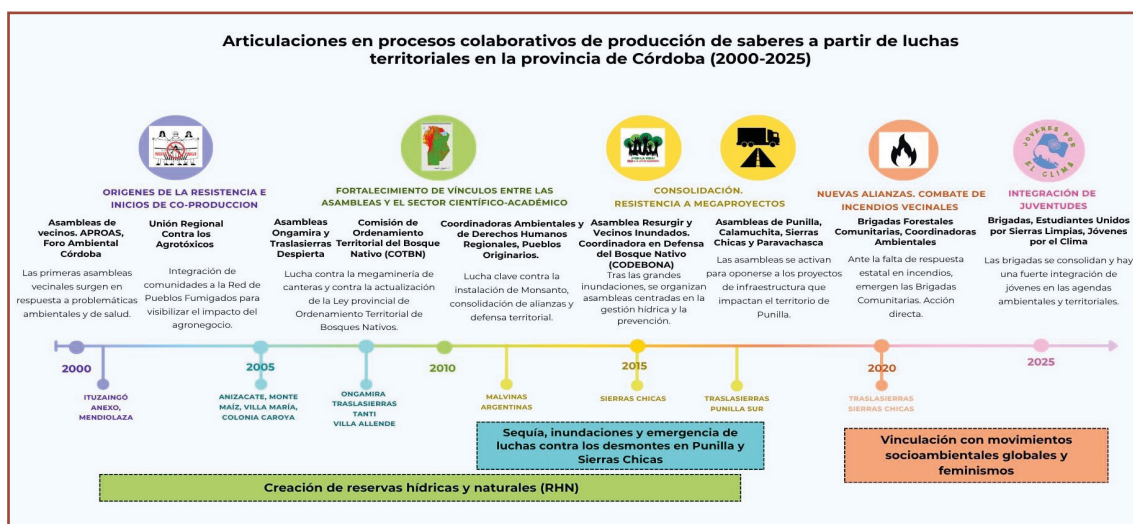 Articulaciones en procesos colaborativos de producción de saberes a partir de luchas
territoriales en la provincia de Córdoba (2000-2025)
JOVENES POR
EL CLIMA
ORIGENES DE LA RESISTENCIA E
INICIOS DE CO-PRODUCCION
FORTALECIMIENTO DE VÍNCULOS ENTRE LAS
ASAMBLEAS Y EL SECTOR CIENTÍFICO-ACADÉMICO
CONSOLIDACIÓN.
RESISTENCIA A MEGAPROYECTOS
NUEVAS ALIANZAS. COMBATE DE
INCENDIOS VECINALES
INTEGRACIÓN DE
JUVENTUDES
Asambleas de
vecinos. APROAS,
Foro Ambiental
Córdoba
Las primeras asambleas
vecinales surgen en
respuesta a problemáticas
ambientales y de salud.
Unión Regional
Contra los
Agrotóxicos
Integración de
comunidades a la Red de
Pueblos Fumigados para
visibilizar el impacto del
agronegocio.
Asambleas
Ongamira y
Traslasierras
Despierta
Comisión de
Ordenamiento
Territorial del Bosque
Nativo (COTBN)
Lucha contra la megaminería de
canteras y contra la actualización
de la Ley provincial de
Ordenamiento Territorial de
Bosques Nativos.
Coordinadoras Ambientales y
de Derechos Humanos
Regionales, Pueblos
Originarios.
Lucha clave contra la
instalación de Monsanto,
consolidación de alianzas y
defensa territorial.
Asamblea Resurgir y
Vecinos Inundados.
Coordinadora en Defensa
del Bosque Nativo
(CODEBONA)
Tras las grandes
inundaciones, se organizan
asambleas centradas en la
gestión hídrica y la
prevención.
Asambleas de Punilla,
Calamuchita, Sierras
Chicas y Paravachasca
Las asambleas se activan
para oponerse a los proyectos
de infraestructura que
impactan el territorio de
Punilla.
Brigadas Forestales
Comunitarias, Coordinadoras
Ambientales
Ante la falta de respuesta
estatal en incendios,
emergen las Brigadas
Comunitarias. Acción
directa.
Brigadas, Estudiantes Unidos
por Sierras Limpias, Jóvenes
por el Clima
Las brigadas se consolidan y hay
una fuerte integración de
jóvenes en las agendas
ambientales y territoriales.
2000
2005
2010
2015
2020
2025
ITUZAINGÓ
ANEXO,
MENDIOLAZA
ANIZACATE, MONTE
MAÍZ, VILLA MARÍA,
COLONIA CAROYA
ONGAMIRA
TRASLASIERRAS
TANTI
VILLA ALLENDE
MALVINAS
ARGENTINAS
SIERRAS CHICAS
TRASLASIERRAS
PUNILLA SUR
TRASLASIERRAS
SIERRAS CHICAS
Sequía, inundaciones y emergencia de
luchas contra los desmontes en Punilla y
Sierras Chicas
Vinculación con movimientos
socioambientales globales y
feminismos
Creación de reservas hídricas y naturales (RHN)